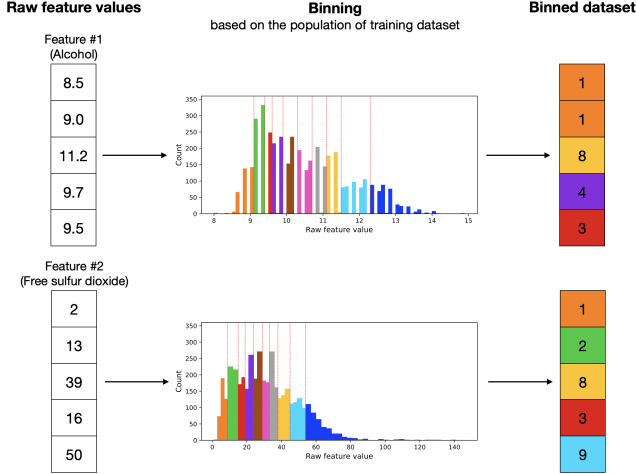 Raw feature values
Binning
Binned dataset
based on the population of training dataset
Feature #1
(Alcohol)
8.5
9.0
11.2
9.7
9.5
350
300
250
200
150
100
50
0
Count
8 9 10 11 12 13 14 15
Raw feature value
1
1
8
4
3
Feature #2
(Free sulfur dioxide)
2
13
39
16
50
350
300
250
200
150
100
50
0
Count
0 20 40 60 80 100 120 140
Raw feature value
1
2
8
3
9